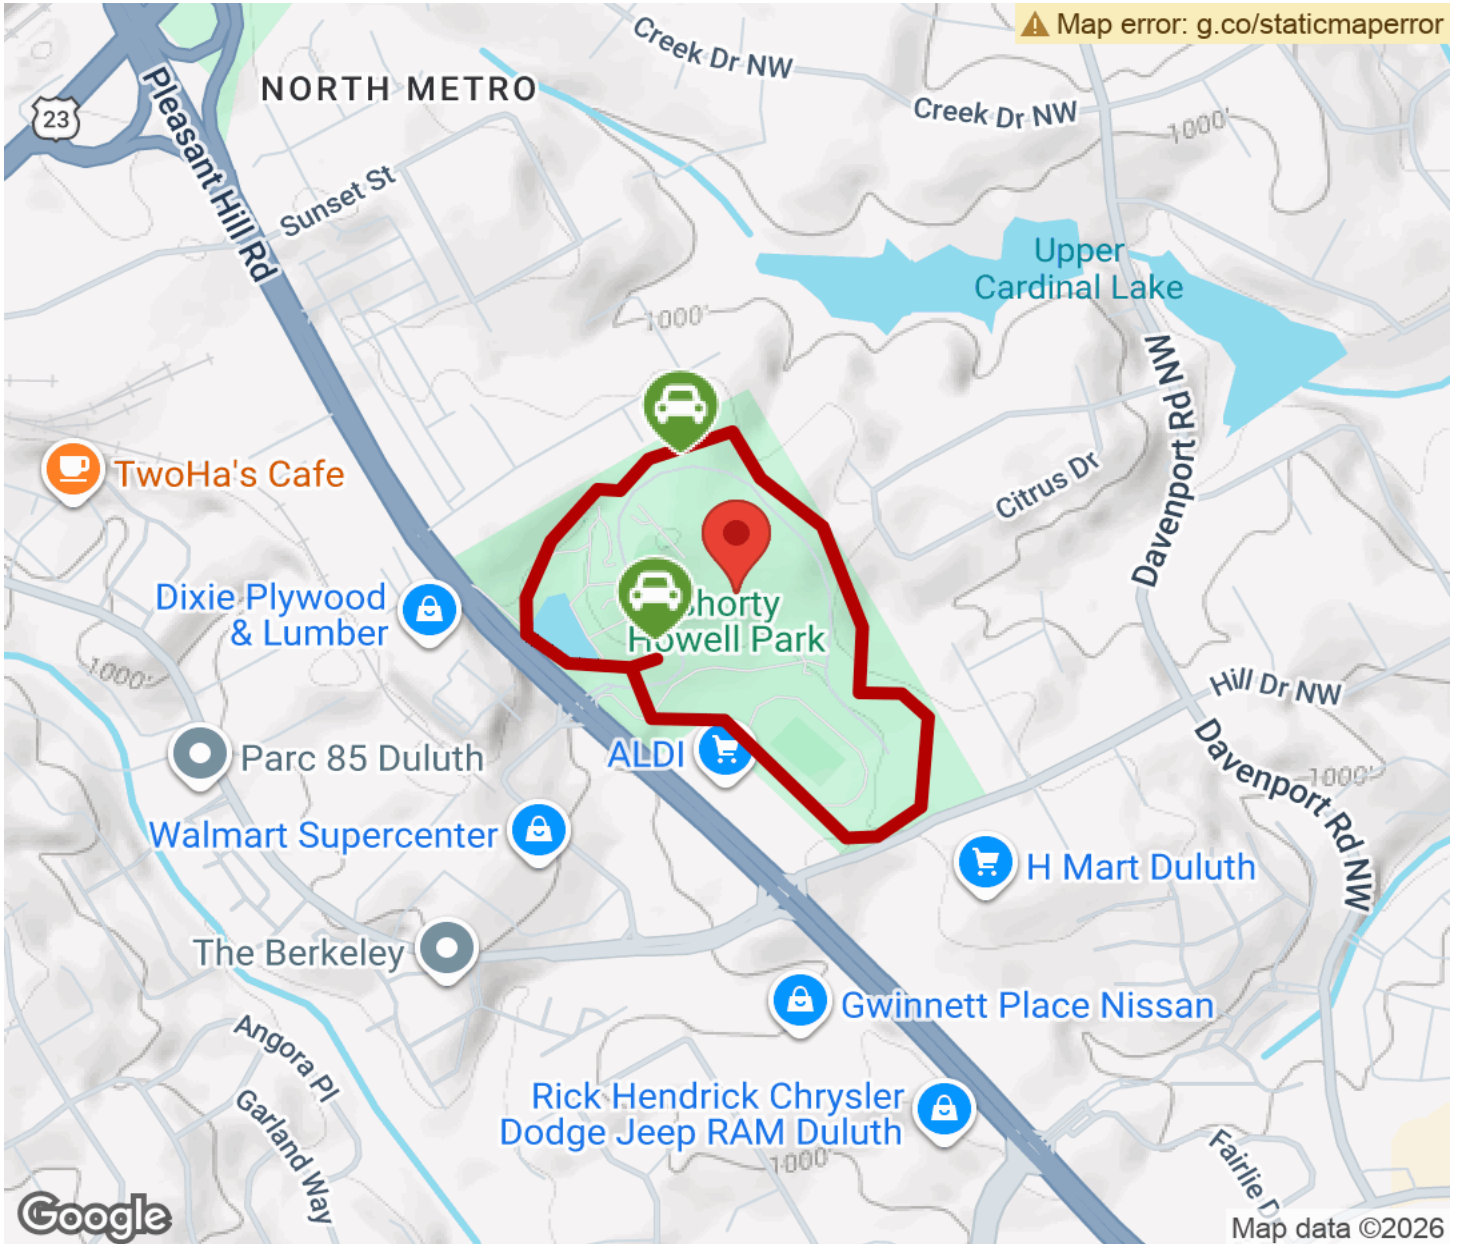 Map error: g.co/staticmaperror
Creek Dr NW
NORTH METRO
Creek Dr NW
23
1000'
Pleasant Hill Rd
Sunset St
Upper
Cardinal Lake
1000'
Davenport Rd NW
TwoHa's Cafe
Citrus Dr
Dixie Plywood
& Lumber
Shorty
Howell Park
1000'
Hill Dr NW
Parc 85 Duluth
ALDI
Davenport Rd NW
1000'
Walmart Supercenter
H Mart Duluth
The Berkeley
Gwinnett Place Nissan
Angora Pl
Rick Hendrick Chrysler
Dodge Jeep RAM Duluth
Garland Way
1000'
Fairlie D
Google
Map data ©2026